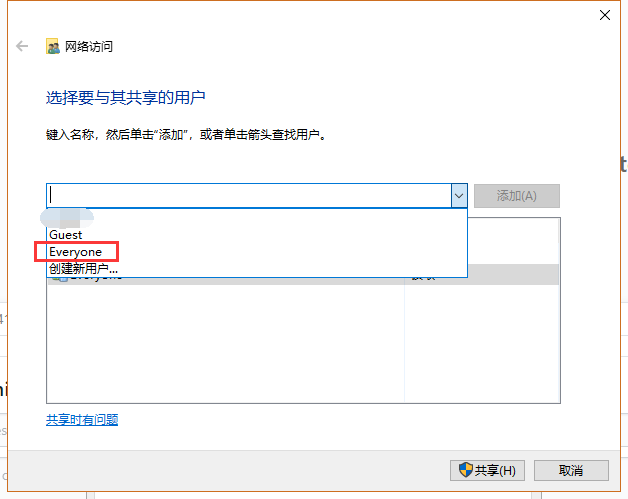 网络访问
选择要与其共享的用户
键入名称，然后单击"添加"，或者单击箭头查找用户。
添加(A)
Guest
Everyone
创建新用户...
Everyone
共享时有问题
共享(H)
取消